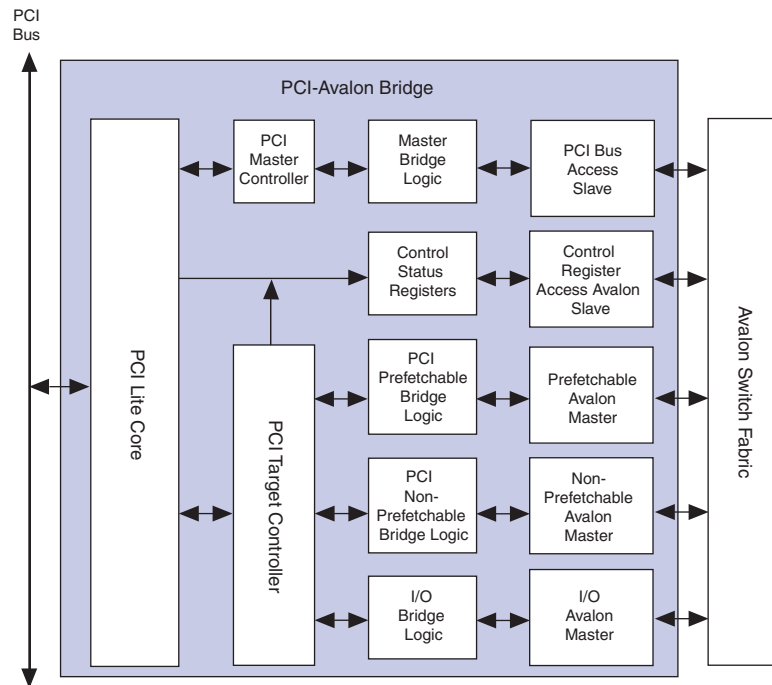 PCI
Bus
PCI-Avalon Bridge
PCI Lite Core
PCI
Master
Controller
Master
Bridge
Logic
PCI Bus
Access
Slave
Control
Status
Registers
Control
Register
Access Avalon
Slave
PCI Target Controller
PCI
Prefetchable
Bridge
Logic
Prefetchable
Avalon
Master
PCI
Non-
Prefetchable
Bridge Logic
Non-
Prefetchable
Avalon
Master
I/O
Bridge
Logic
I/O
Avalon
Master
Avalon Switch Fabric